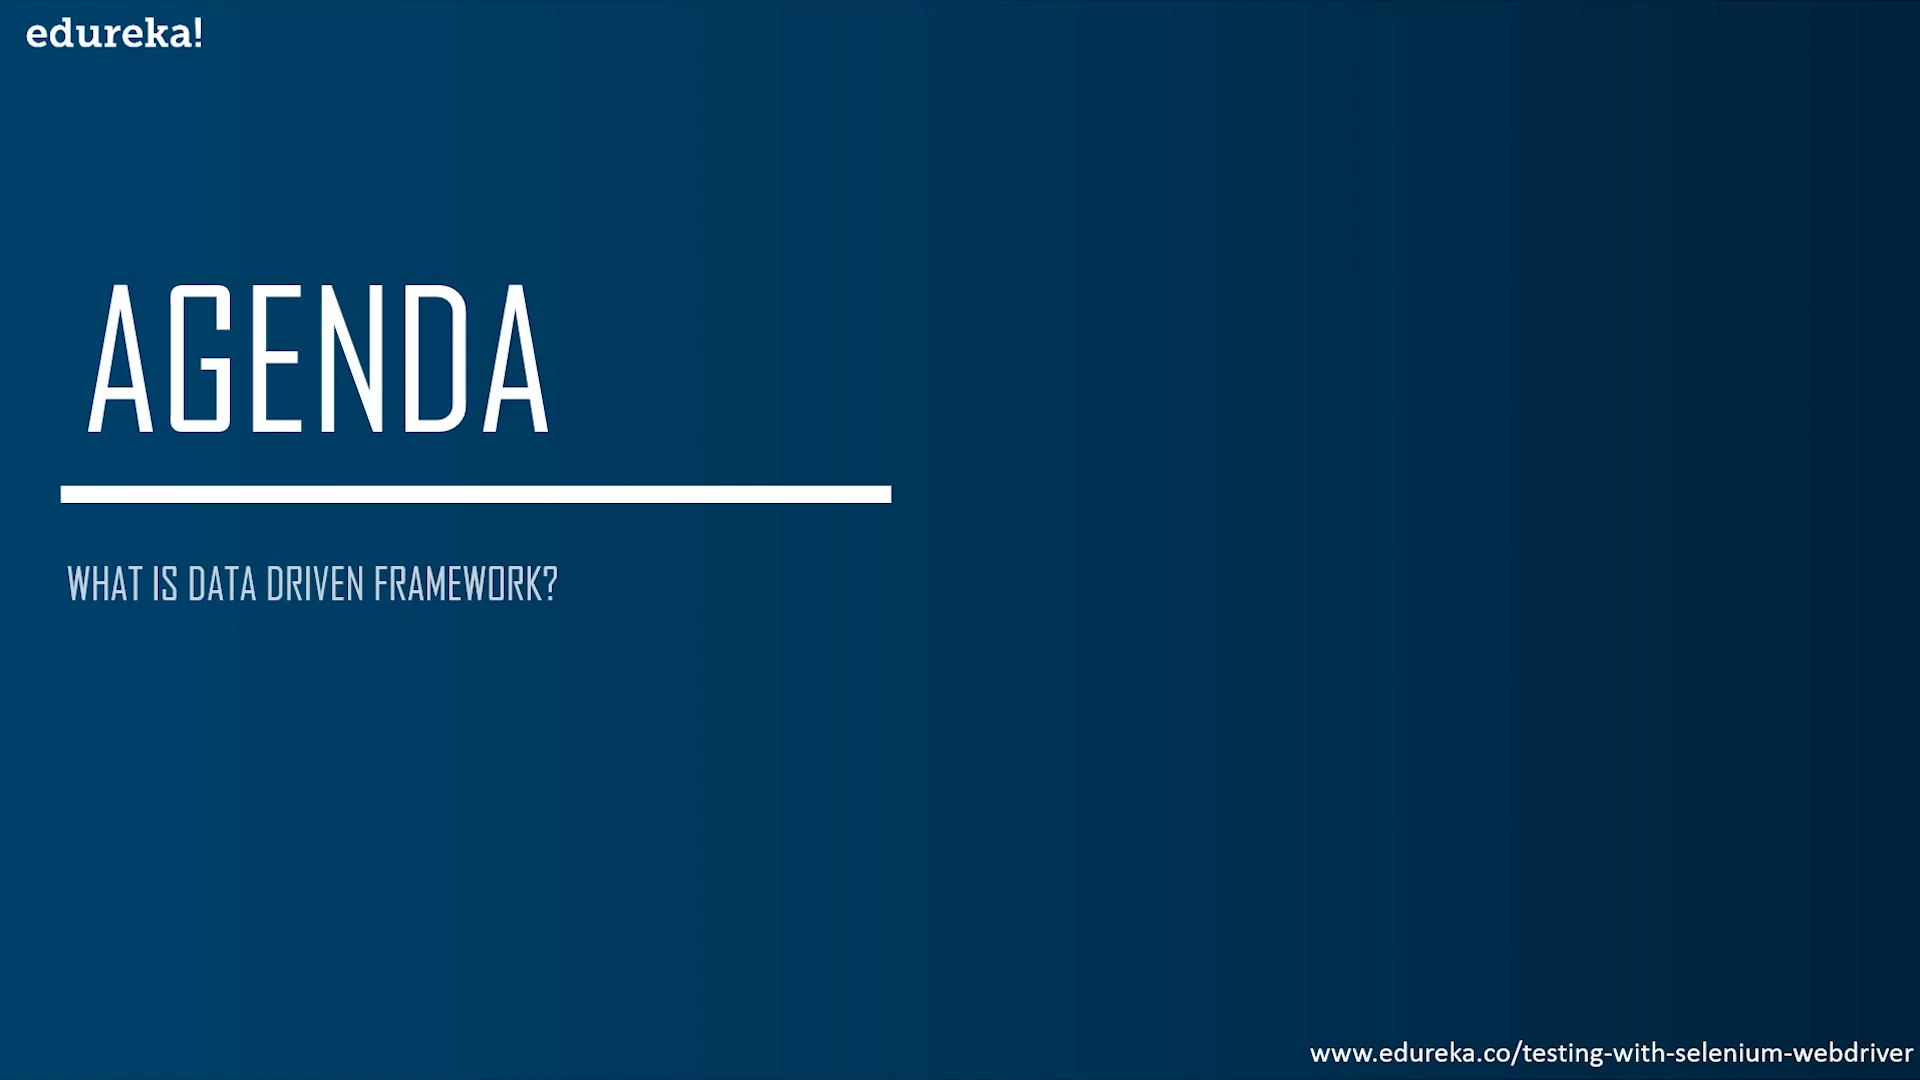 edureka!
AGENDA
WHAT IS DATA DRIVEN FRAMEWORK?
www.edureka.co/testing-with-selenium-webdriver